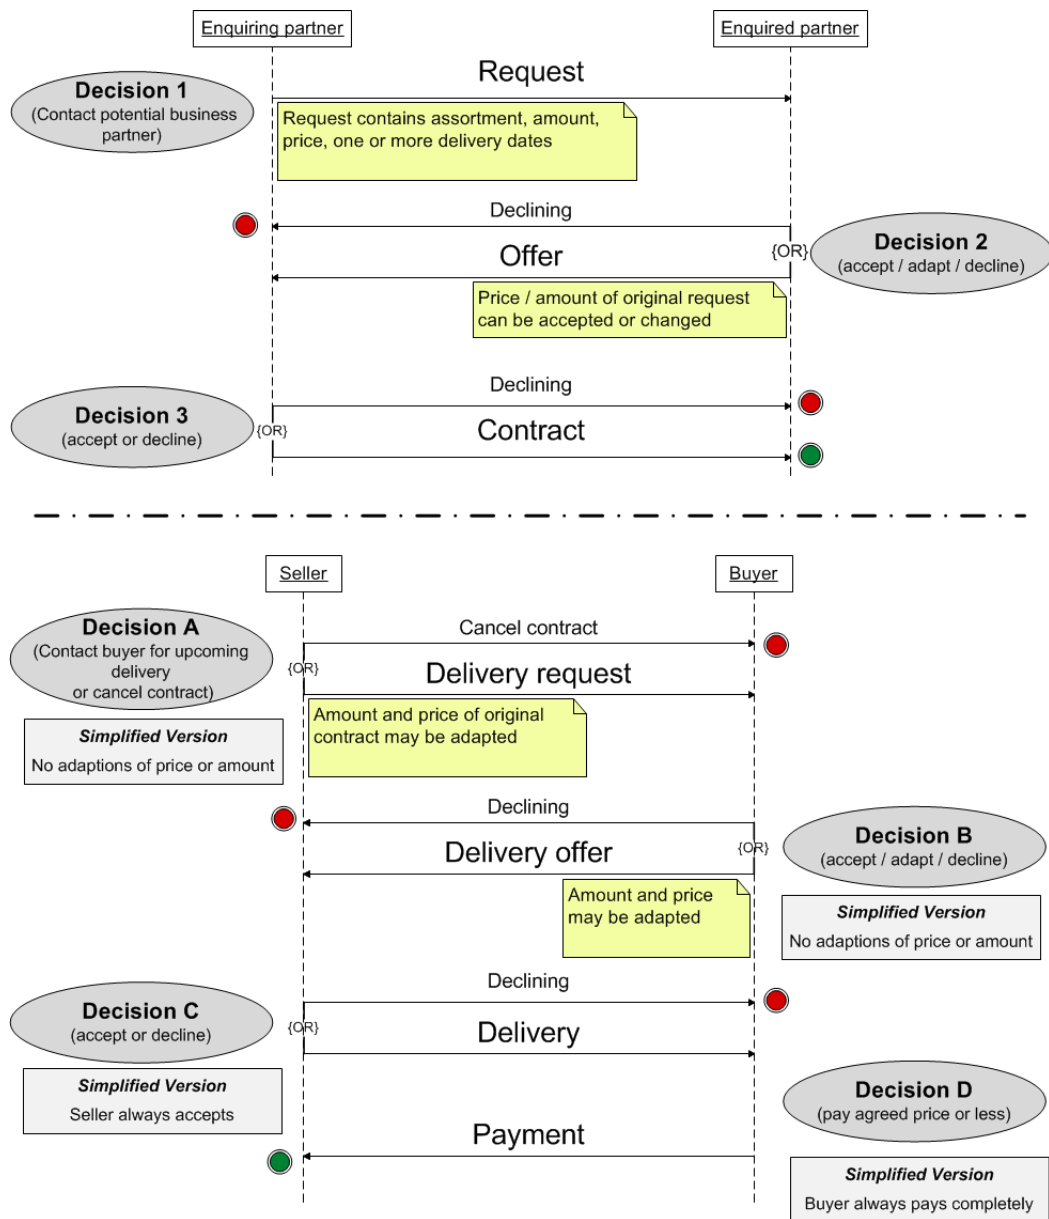 Enquiring partner
Enquired partner
Request
Decision 1
(Contact potential business
partner)
Request contains assortment, amount,
price, one or more delivery dates
Declining
{OR}
Decision 2
(accept / adapt / decline)
Offer
Price / amount of original request
can be accepted or changed
Declining
Decision 3
(accept or decline)
{OR}
Contract
Seller
Buyer
Decision A
(Contact buyer for upcoming
delivery
or cancel contract)
Cancel contract
{OR}
Delivery request
Amount and price of original
contract may be adapted
Simplified Version
No adaptions of price or amount
Declining
{OR}
Decision B
(accept / adapt / decline)
Delivery offer
Amount and price
may be adapted
Simplified Version
No adaptions of price or amount
Declining
Decision C
(accept or decline)
{OR}
Delivery
Simplified Version
Seller always accepts
Decision D
(pay agreed price or less)
Payment
Simplified Version
Buyer always pays completely